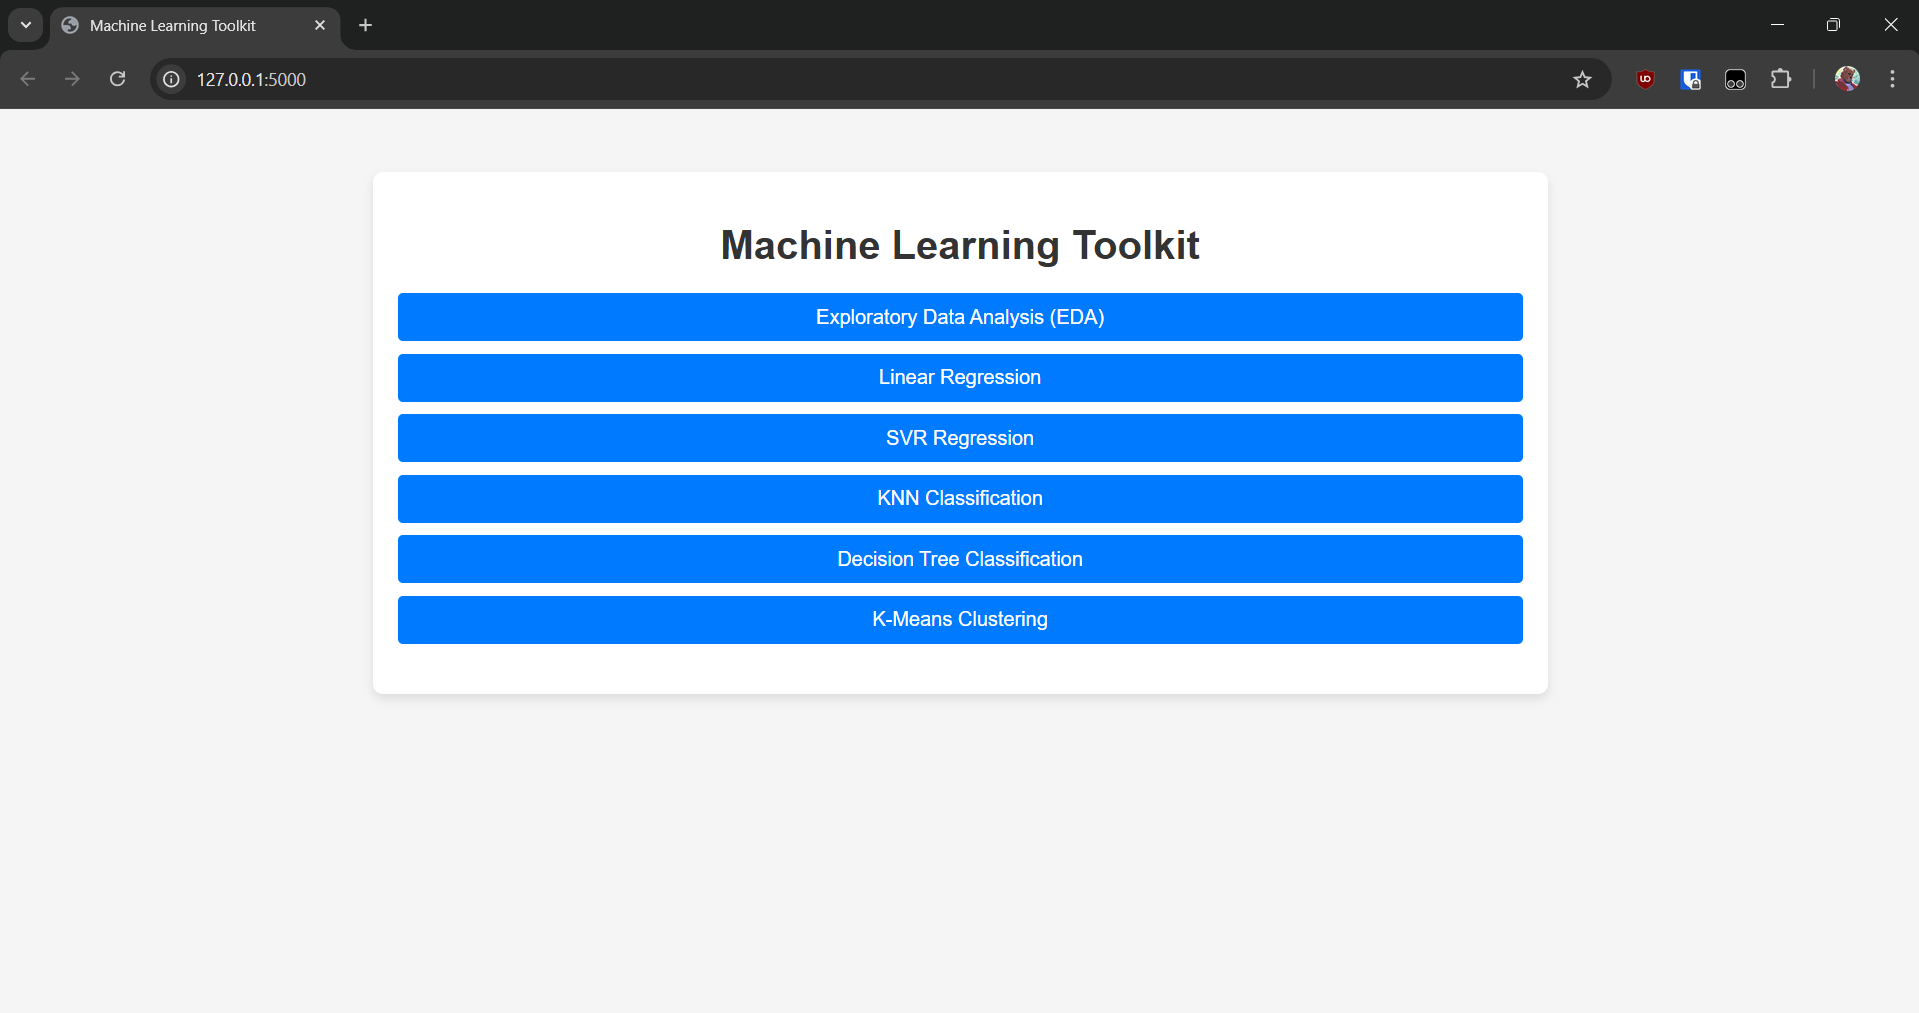 Machine Learning Toolkit
127.0.0.1:5000
Machine Learning Toolkit
Exploratory Data Analysis (EDA)
Linear Regression
SVR Regression
KNN Classification
Decision Tree Classification
K-Means Clustering